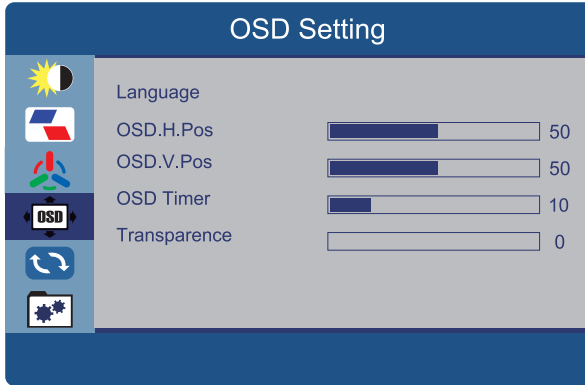 OSD Setting
Language
OSD.H.Pos 50
OSD.V.Pos 50
OSD Timer 10
Transparence 0
OSD